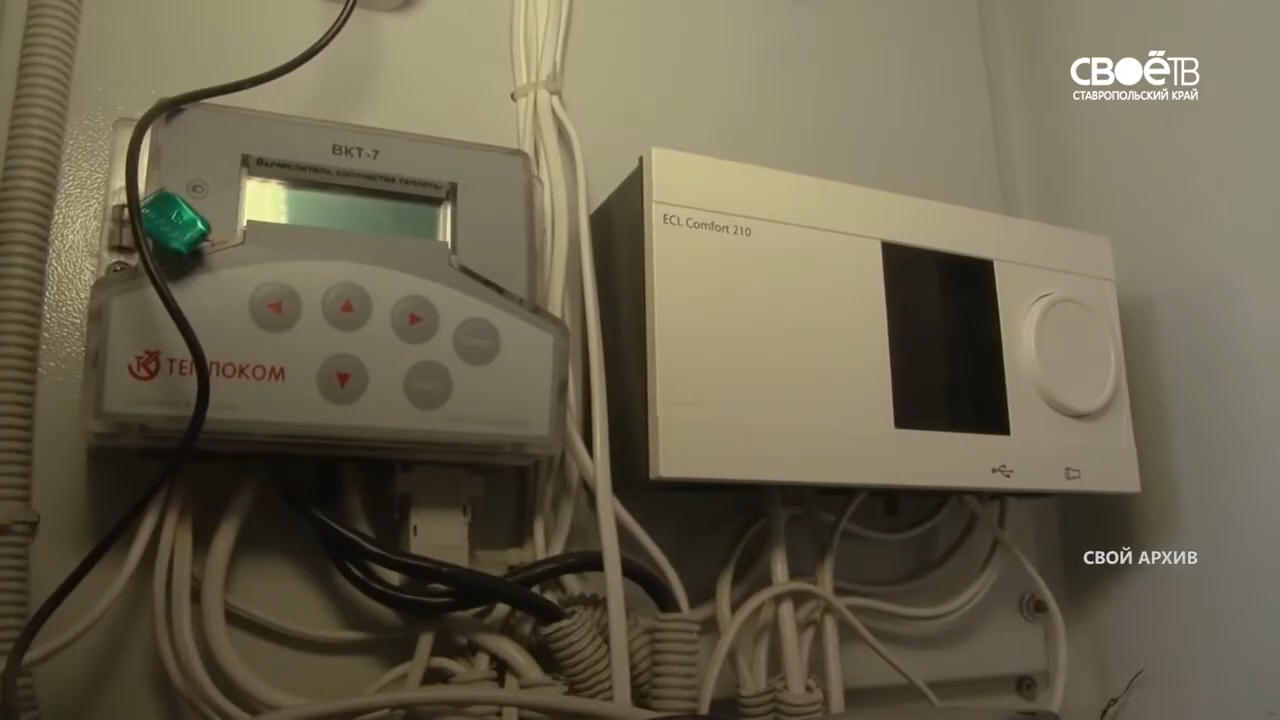 СВОЁТВ
СТАВРОПОЛЬСКИЙ КРАЙ
ВКТ-7
Вычислитель количества теплоты
ECL Comfort 210
ТЕПЛОКОМ
СВОЙ АРХИВ